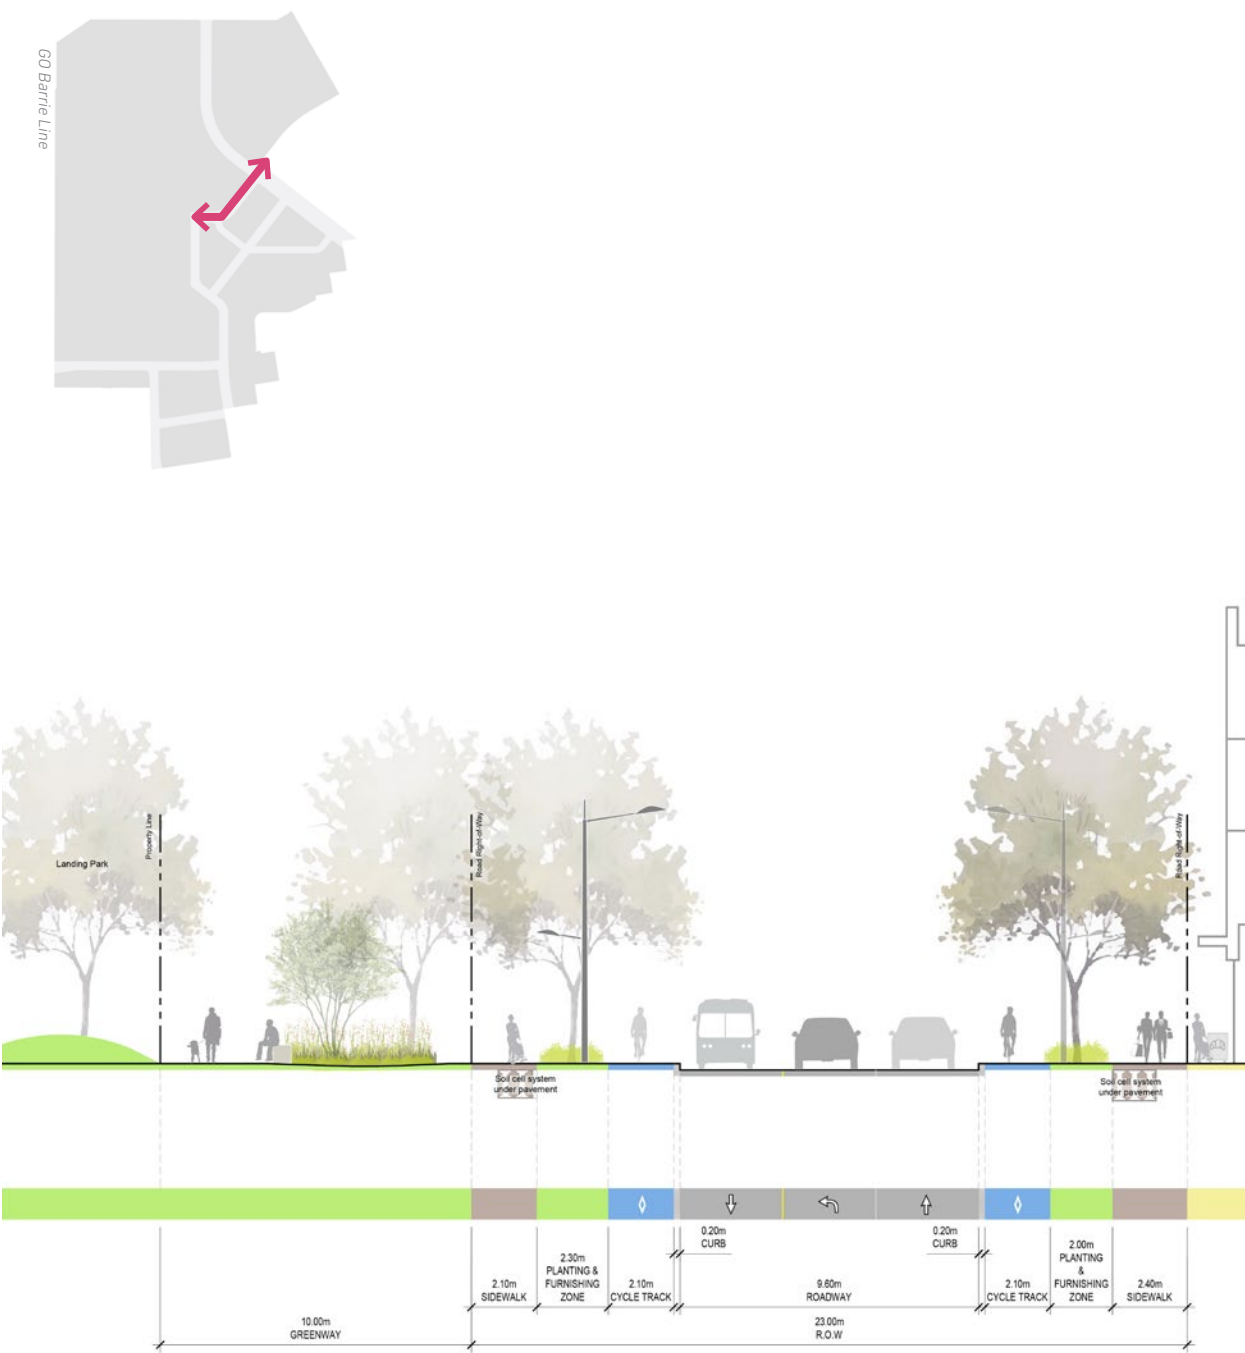 GO Barrie Line
Landing Park
Property Line
Road Right-of-Way
Road Right-of-Way
Soil cell system
under pavement
Soil cell system
under pavement
0.20m
CURB
0.20m
CURB
2.10m
SIDEWALK
2.30m
PLANTING &
FURNISHING
ZONE
2.10m
CYCLE TRACK
9.60m
ROADWAY
2.10m
CYCLE TRACK
2.00m
PLANTING
&
FURNISHING
ZONE
2.40m
SIDEWALK
10.00m
GREENWAY
23.00m
R.O.W